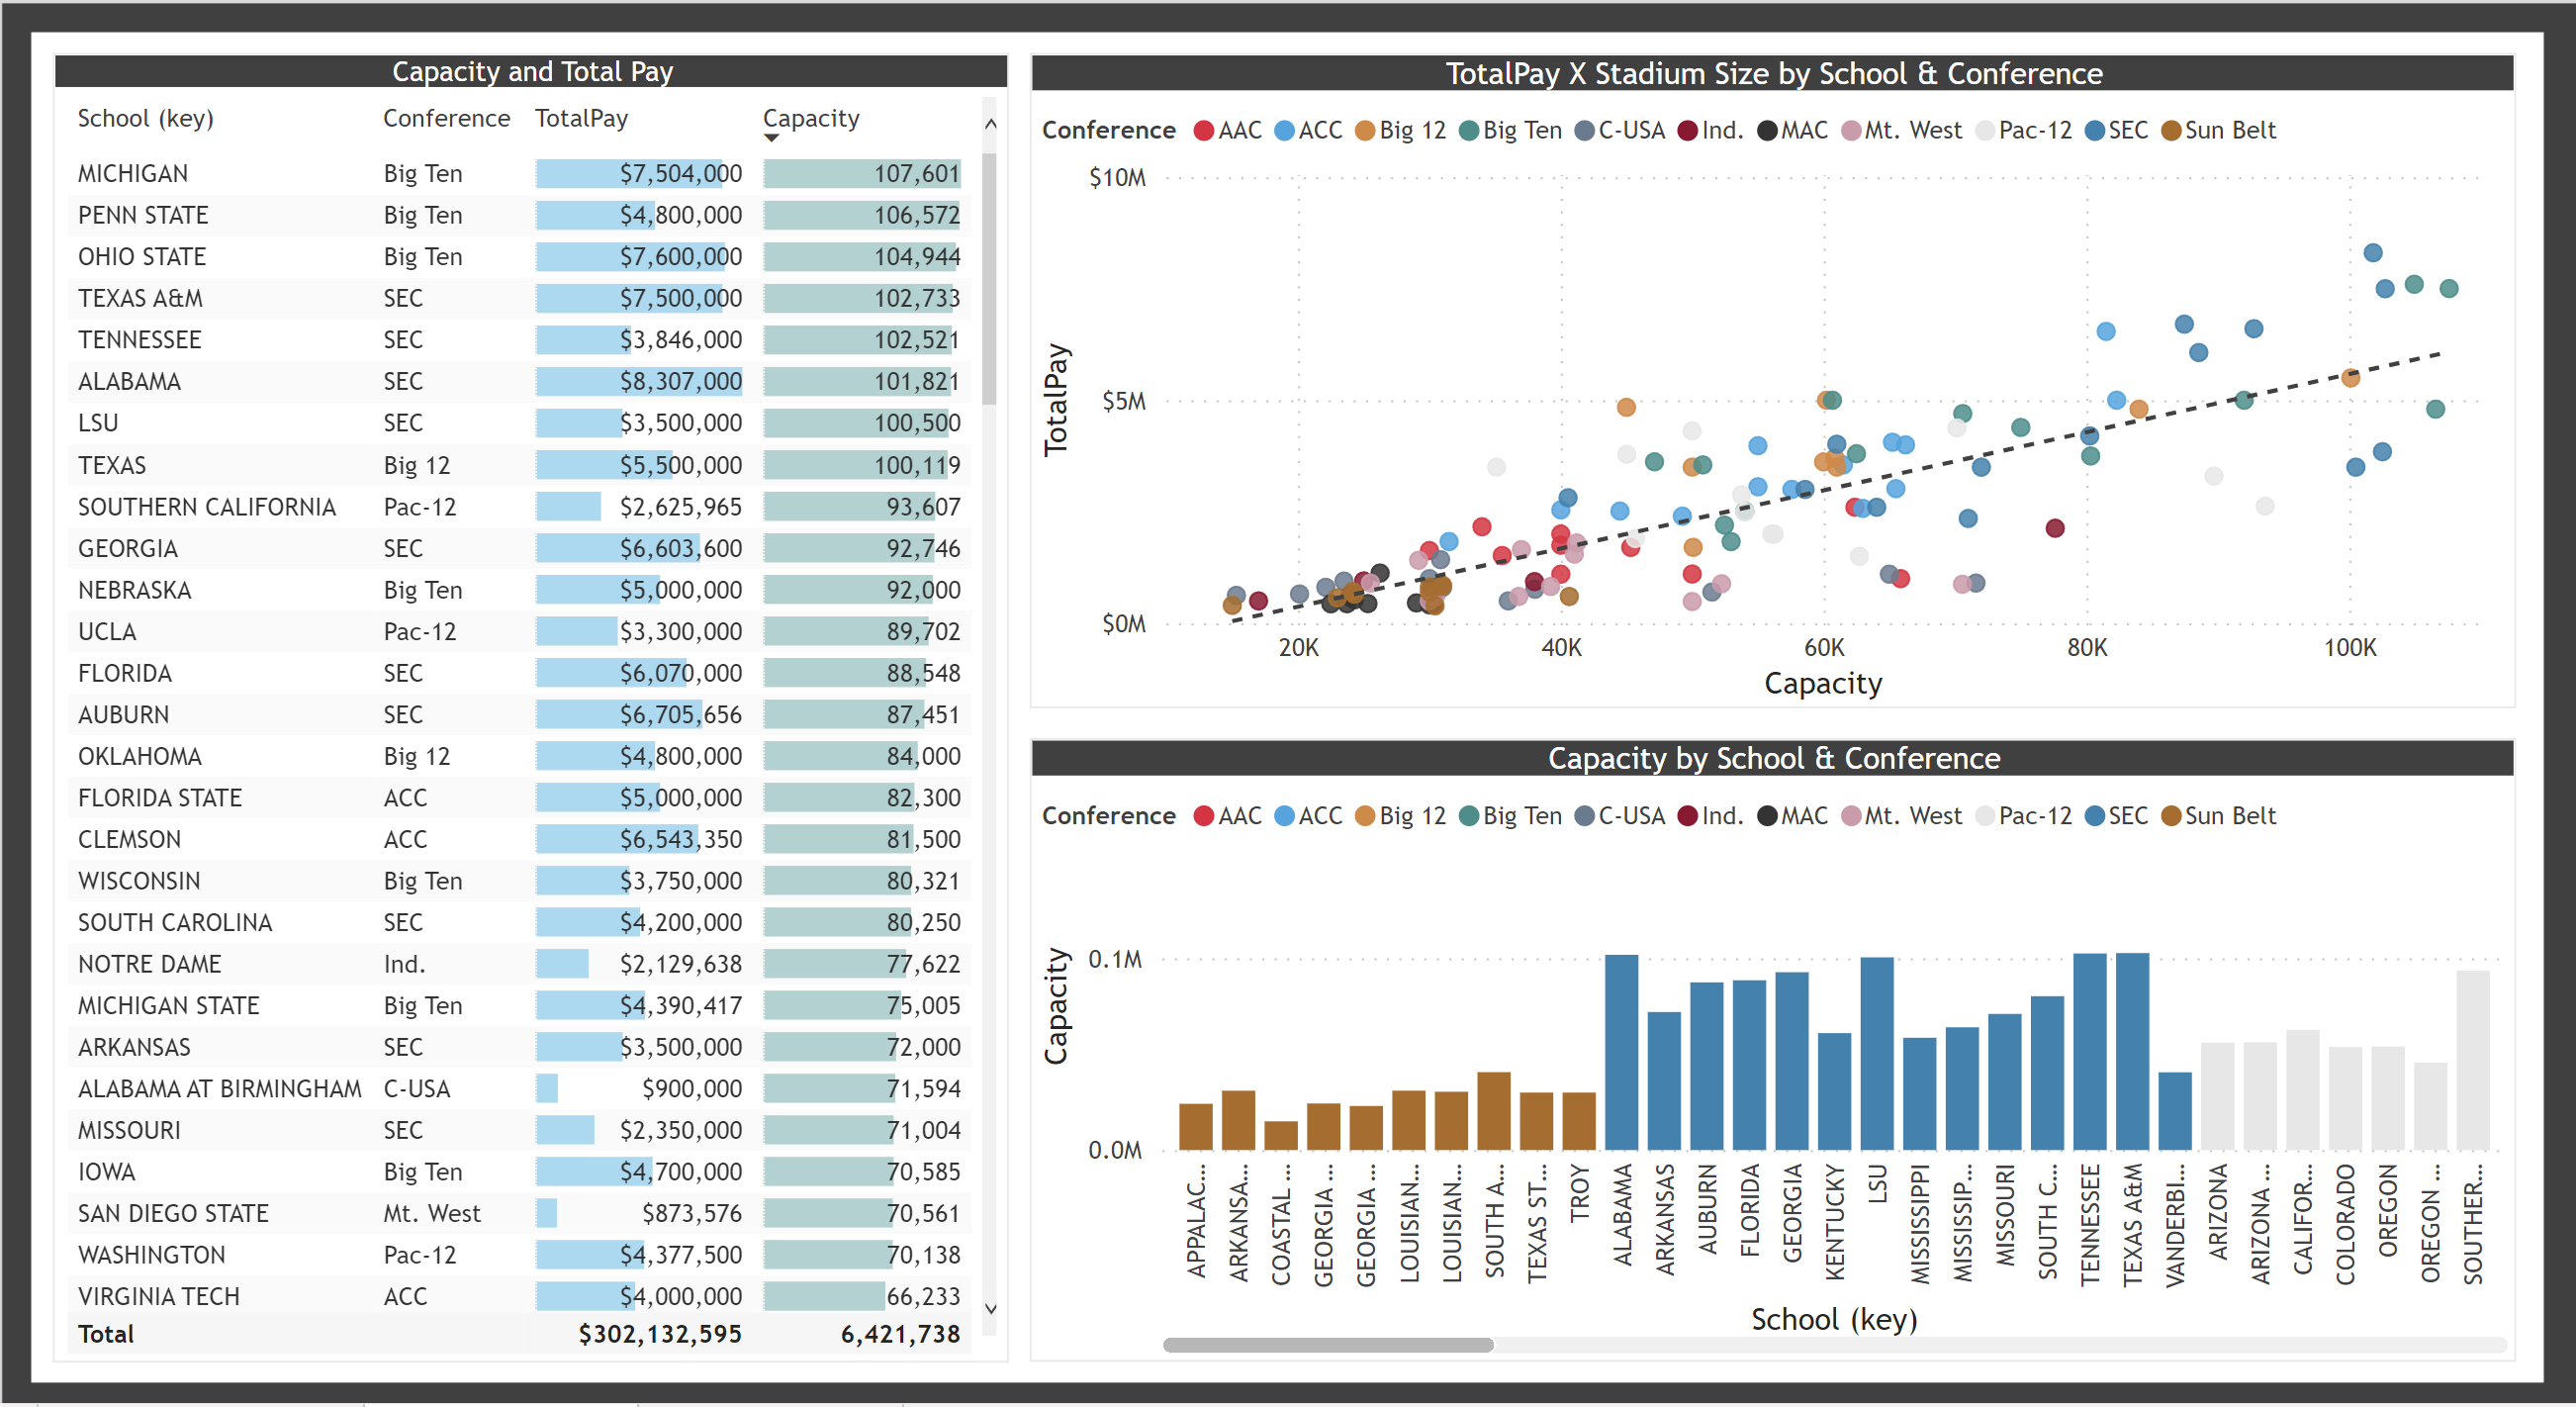 Capacity and Total Pay
School (key) Conference TotalPay Capacity
MICHIGAN Big Ten $7,504,000 107,601
PENN STATE Big Ten $4,800,000 106,572
OHIO STATE Big Ten $7,600,000 104,944
TEXAS A&M SEC $7,500,000 102,733
TENNESSEE SEC $3,846,000 102,521
ALABAMA SEC $8,307,000 101,821
LSU SEC $3,500,000 100,500
TEXAS Big 12 $5,500,000 100,119
SOUTHERN CALIFORNIA Pac-12 $2,625,965 93,607
GEORGIA SEC $6,603,600 92,746
NEBRASKA Big Ten $5,000,000 92,000
UCLA Pac-12 $3,300,000 89,702
FLORIDA SEC $6,070,000 88,548
AUBURN SEC $6,705,656 87,451
OKLAHOMA Big 12 $4,800,000 84,000
FLORIDA STATE ACC $5,000,000 82,300
CLEMSON ACC $6,543,350 81,500
WISCONSIN Big Ten $3,750,000 80,321
SOUTH CAROLINA SEC $4,200,000 80,250
NOTRE DAME Ind. $2,129,638 77,622
MICHIGAN STATE Big Ten $4,390,417 75,005
ARKANSAS SEC $3,500,000 72,000
ALABAMA AT BIRMINGHAM C-USA $900,000 71,594
MISSOURI SEC $2,350,000 71,004
IOWA Big Ten $4,700,000 70,585
SAN DIEGO STATE Mt. West $873,576 70,561
WASHINGTON Pac-12 $4,377,500 70,138
VIRGINIA TECH ACC $4,000,000 66,233
Total $302,132,595 6,421,738
TotalPay X Stadium Size by School & Conference
Conference AAC ACC Big 12 Big Ten C-USA Ind. MAC Mt. West Pac-12 SEC Sun Belt
TotalPay
$10M
$5M
$0M
20K 40K 60K 80K 100K
Capacity
Capacity by School & Conference
Conference AAC ACC Big 12 Big Ten C-USA Ind. MAC Mt. West Pac-12 SEC Sun Belt
Capacity
0.1M
0.0M
APPALAC...
ARKANSA...
COASTAL ...
GEORGIA ...
GEORGIA ...
LOUISIAN...
LOUISIAN...
SOUTH A...
TEXAS ST...
TROY
ALABAMA
ARKANSAS
AUBURN
FLORIDA
GEORGIA
KENTUCKY
LSU
MISSISSIPPI
MISSISSIP...
MISSOURI
SOUTH C...
TENNESSEE
TEXAS A&M
VANDERBI...
ARIZONA
ARIZONA ...
CALIFOR...
COLORADO
OREGON
OREGON ...
SOUTHER...
School (key)